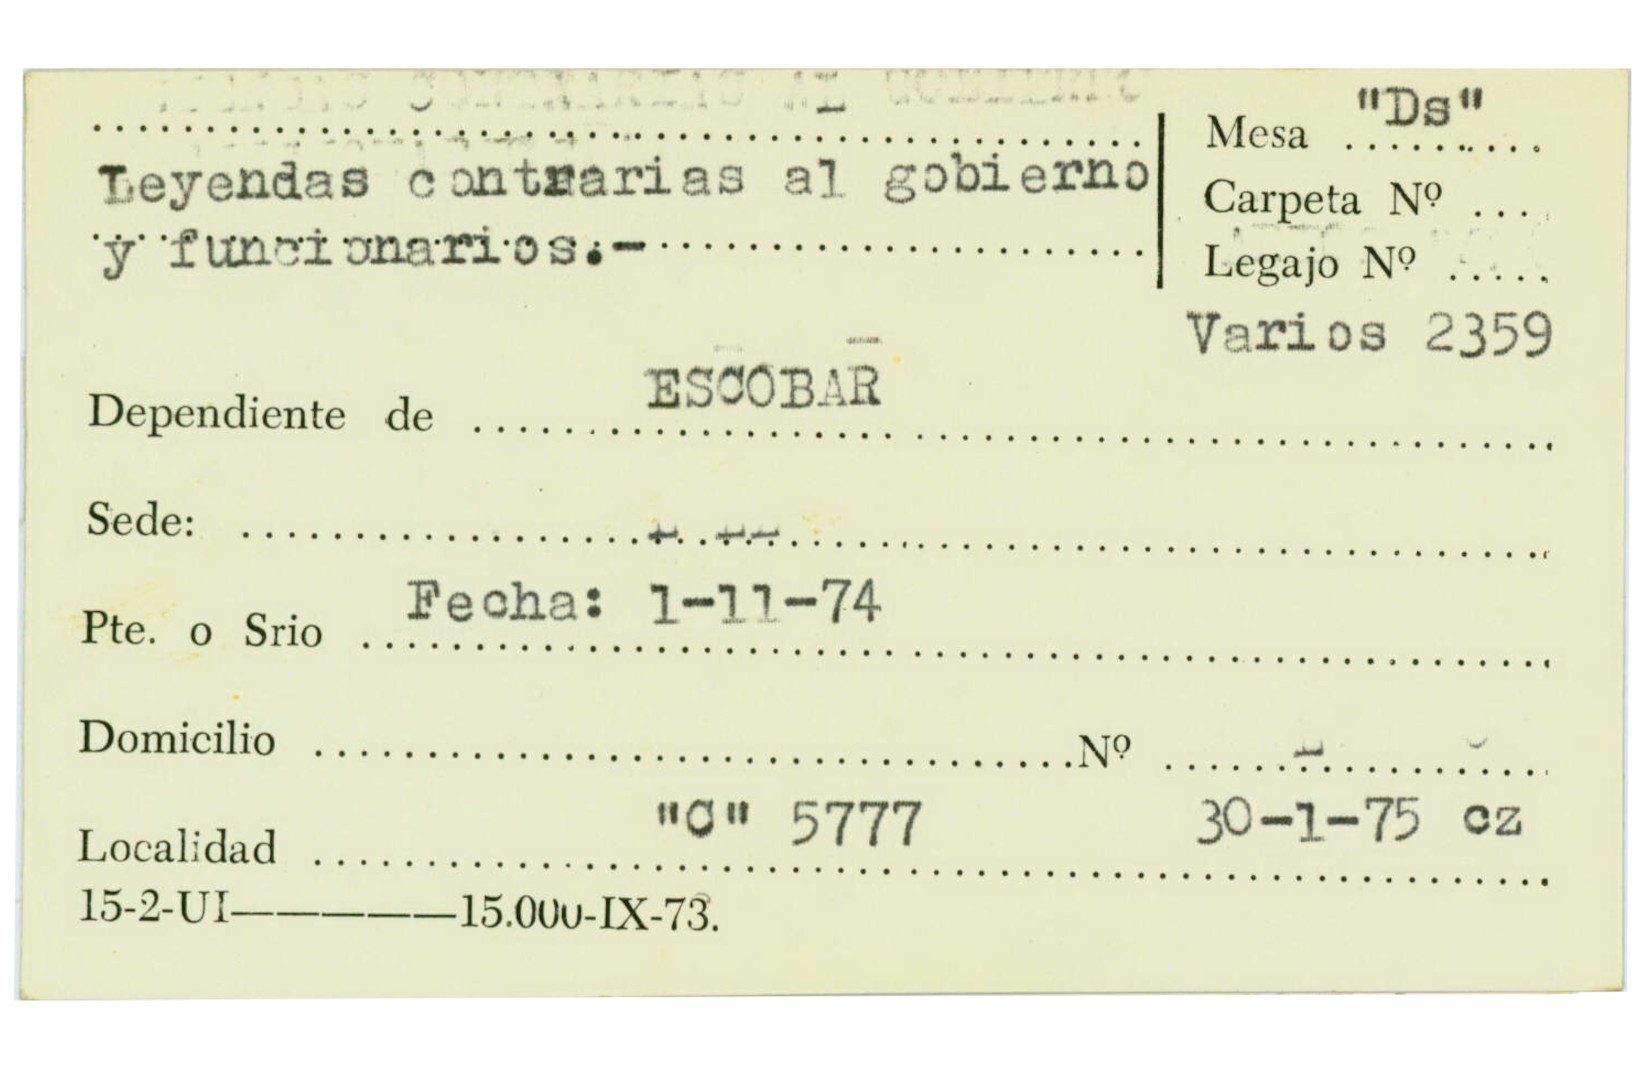 Mesa "Ds"
Leyendas contrarias al gobierno
Carpeta Nº
y funcionarios.-
Legajo Nº
Varios 2359
Dependiente de ESCOBAR
Sede:
Pte. o Srio Fecha: 1-11-74
Domicilio Nº
Localidad "C" 5777 30-1-75 cz
15-2-UI——————15.000-IX-73.